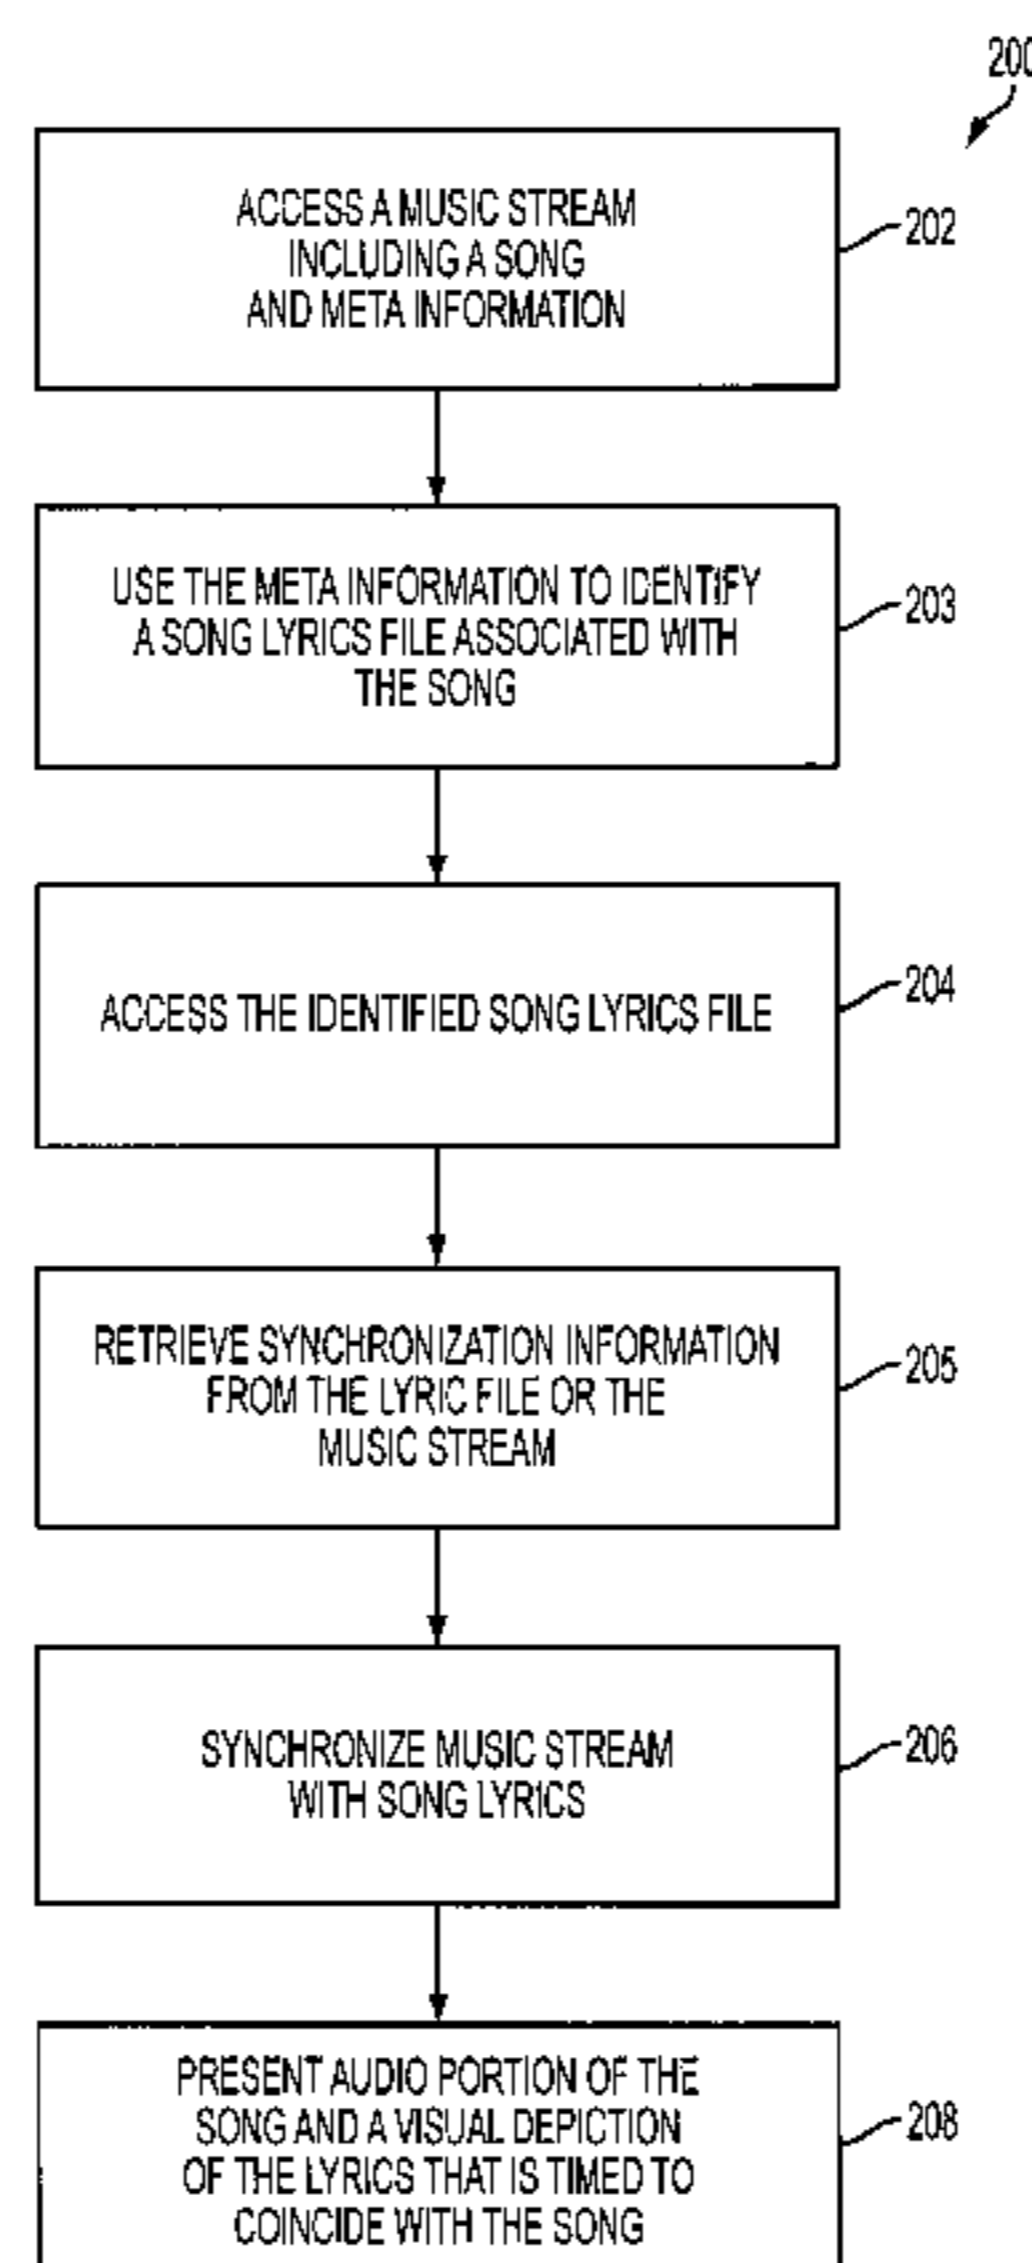 200
ACCESS A MUSIC STREAM
INCLUDING A SONG
AND META INFORMATION
202
USE THE META INFORMATION TO IDENTIFY
A SONG LYRICS FILE ASSOCIATED WITH
THE SONG
203
ACCESS THE IDENTIFIED SONG LYRICS FILE
204
RETRIEVE SYNCHRONIZATION INFORMATION
FROM THE LYRIC FILE OR THE
MUSIC STREAM
205
SYNCHRONIZE MUSIC STREAM
WITH SONG LYRICS
206
PRESENT AUDIO PORTION OF THE
SONG AND A VISUAL DEPICTION
OF THE LYRICS THAT IS TIMED TO
COINCIDE WITH THE SONG
208